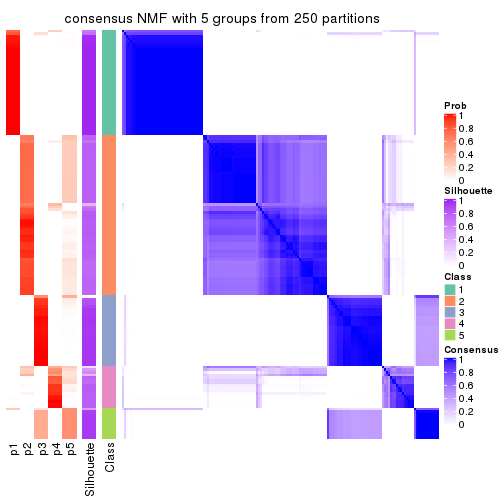 consensus NMF with 5 groups from 250 partitions
Prob
1
0.8
0.6
0.4
0.2
0
Silhouette
1
0.8
0.6
0.4
0.2
0
Class
1
2
3
4
5
Consensus
1
0.8
0.6
0.4
0.2
0
p1
p2
p3
p4
p5
Silhouette
Class